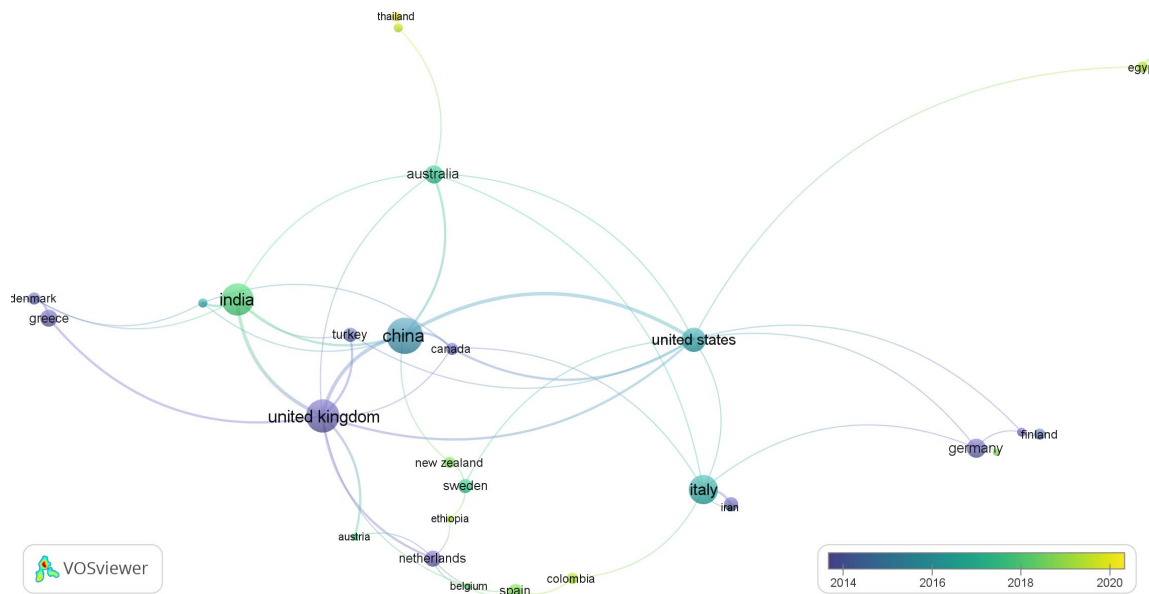 thailand
egyp
australia
denmark
india
greece
turkey
china
canada
united states
united kingdom
finland
germany
new zealand
sweden
italy
iran
ethiopia
austria
netherlands
colombia
belgium
spain
VOSviewer
2014 2016 2018 2020